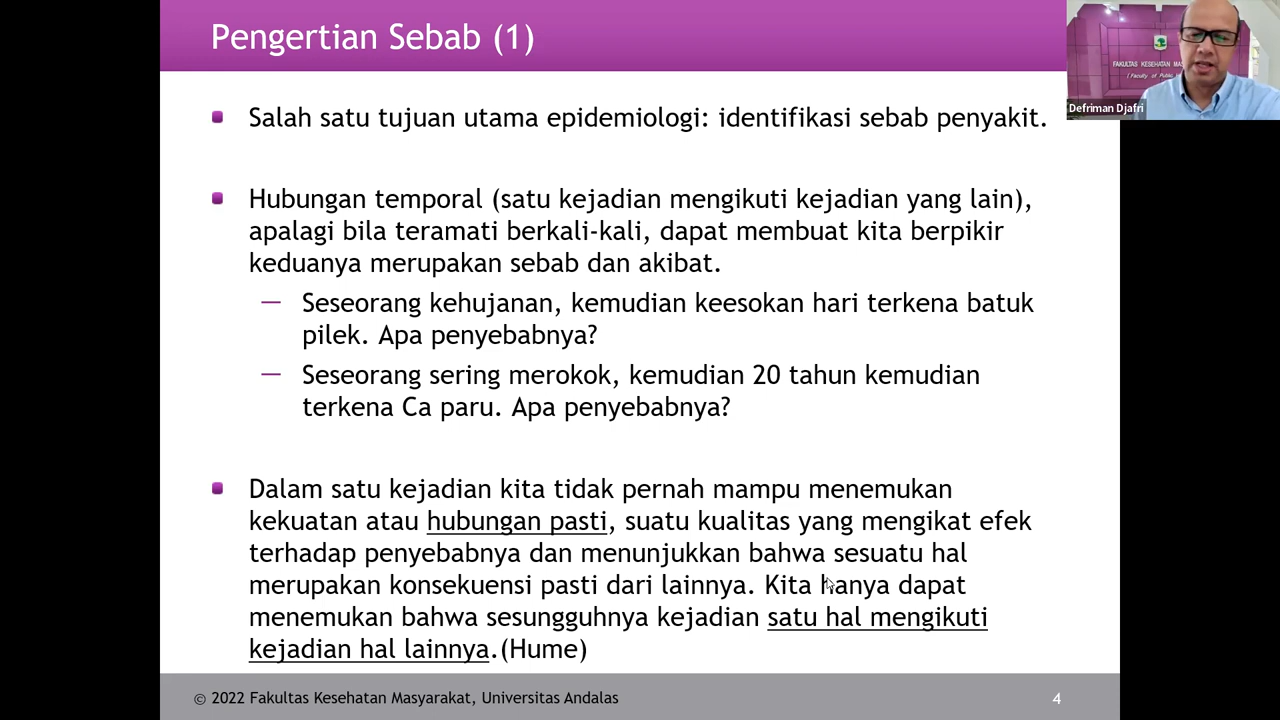 Pengertian Sebab (1)
FAKULTAS KESEHATAN MAS
(Faculty of Public
Defriman Djafri
Salah satu tujuan utama epidemiologi: identifikasi sebab penyakit.
Hubungan temporal (satu kejadian mengikuti kejadian yang lain),
apalagi bila teramati berkali-kali, dapat membuat kita berpikir
keduanya merupakan sebab dan akibat.
— Seseorang kehujanan, kemudian keesokan hari terkena batuk
pilek. Apa penyebabnya?
— Seseorang sering merokok, kemudian 20 tahun kemudian
terkena Ca paru. Apa penyebabnya?
Dalam satu kejadian kita tidak pernah mampu menemukan
kekuatan atau hubungan pasti, suatu kualitas yang mengikat efek
terhadap penyebabnya dan menunjukkan bahwa sesuatu hal
merupakan konsekuensi pasti dari lainnya. Kita hanya dapat
menemukan bahwa sesungguhnya kejadian satu hal mengikuti
kejadian hal lainnya.(Hume)
© 2022 Fakultas Kesehatan Masyarakat, Universitas Andalas
4